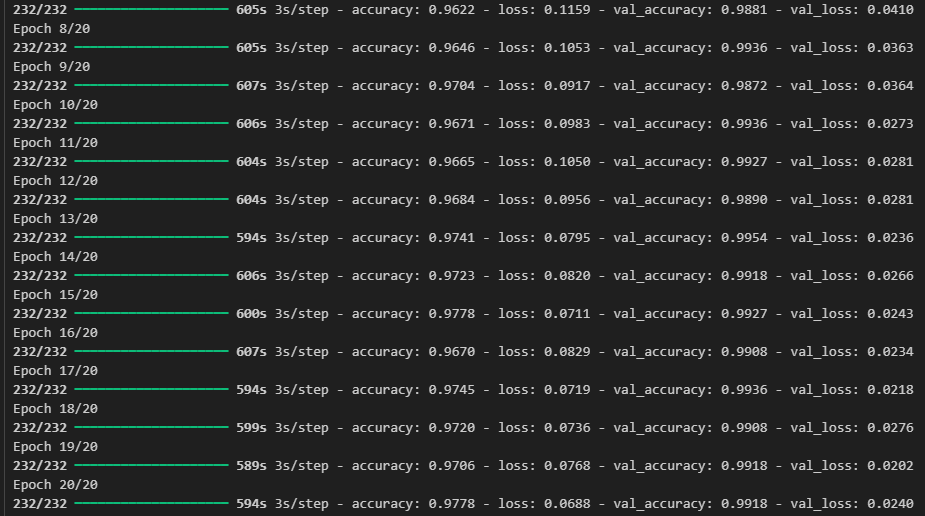 232/232 ━━━━━━━━━━━━━━━━━━━━ 605s 3s/step - accuracy: 0.9622 - loss: 0.1159 - val_accuracy: 0.9881 - val_loss: 0.0410
Epoch 8/20
232/232 ━━━━━━━━━━━━━━━━━━━━ 605s 3s/step - accuracy: 0.9646 - loss: 0.1053 - val_accuracy: 0.9936 - val_loss: 0.0363
Epoch 9/20
232/232 ━━━━━━━━━━━━━━━━━━━━ 607s 3s/step - accuracy: 0.9704 - loss: 0.0917 - val_accuracy: 0.9872 - val_loss: 0.0364
Epoch 10/20
232/232 ━━━━━━━━━━━━━━━━━━━━ 606s 3s/step - accuracy: 0.9671 - loss: 0.0983 - val_accuracy: 0.9936 - val_loss: 0.0273
Epoch 11/20
232/232 ━━━━━━━━━━━━━━━━━━━━ 604s 3s/step - accuracy: 0.9665 - loss: 0.1050 - val_accuracy: 0.9927 - val_loss: 0.0281
Epoch 12/20
232/232 ━━━━━━━━━━━━━━━━━━━━ 604s 3s/step - accuracy: 0.9684 - loss: 0.0956 - val_accuracy: 0.9890 - val_loss: 0.0281
Epoch 13/20
232/232 ━━━━━━━━━━━━━━━━━━━━ 594s 3s/step - accuracy: 0.9741 - loss: 0.0795 - val_accuracy: 0.9954 - val_loss: 0.0236
Epoch 14/20
232/232 ━━━━━━━━━━━━━━━━━━━━ 606s 3s/step - accuracy: 0.9723 - loss: 0.0820 - val_accuracy: 0.9918 - val_loss: 0.0266
Epoch 15/20
232/232 ━━━━━━━━━━━━━━━━━━━━ 600s 3s/step - accuracy: 0.9778 - loss: 0.0711 - val_accuracy: 0.9927 - val_loss: 0.0243
Epoch 16/20
232/232 ━━━━━━━━━━━━━━━━━━━━ 607s 3s/step - accuracy: 0.9670 - loss: 0.0829 - val_accuracy: 0.9908 - val_loss: 0.0234
Epoch 17/20
232/232 ━━━━━━━━━━━━━━━━━━━━ 594s 3s/step - accuracy: 0.9745 - loss: 0.0719 - val_accuracy: 0.9936 - val_loss: 0.0218
Epoch 18/20
232/232 ━━━━━━━━━━━━━━━━━━━━ 599s 3s/step - accuracy: 0.9720 - loss: 0.0736 - val_accuracy: 0.9908 - val_loss: 0.0276
Epoch 19/20
232/232 ━━━━━━━━━━━━━━━━━━━━ 589s 3s/step - accuracy: 0.9706 - loss: 0.0768 - val_accuracy: 0.9918 - val_loss: 0.0202
Epoch 20/20
232/232 ━━━━━━━━━━━━━━━━━━━━ 594s 3s/step - accuracy: 0.9778 - loss: 0.0688 - val_accuracy: 0.9918 - val_loss: 0.0240